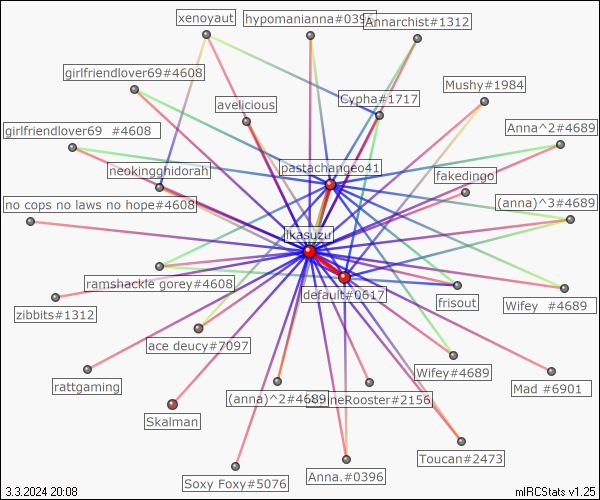 xenoyaut
hypomanianna#0396
Annarchist#1312
girlfriendlover69#4608
Mushy#1984
avelicious
Cypha#1717
girlfriendlover69 #4608
Anna^2#4689
pastachangeo41
neokingghidorah
fakedingo
no cops no laws no hope#4608
(anna)^3#4689
ikasuzu
ramshackle gorey#4608
default#0617
frisout
zibbits#1312
Wifey #4689
ace deucy#7097
Wifey#4689
rattgaming
(anna)^2#4689
#2156
Mad #6901
Skalman
Toucan#2473
Soxy Foxy#5076
Anna.#0396
3.3.2024 20:08
mIRCStats v1.25